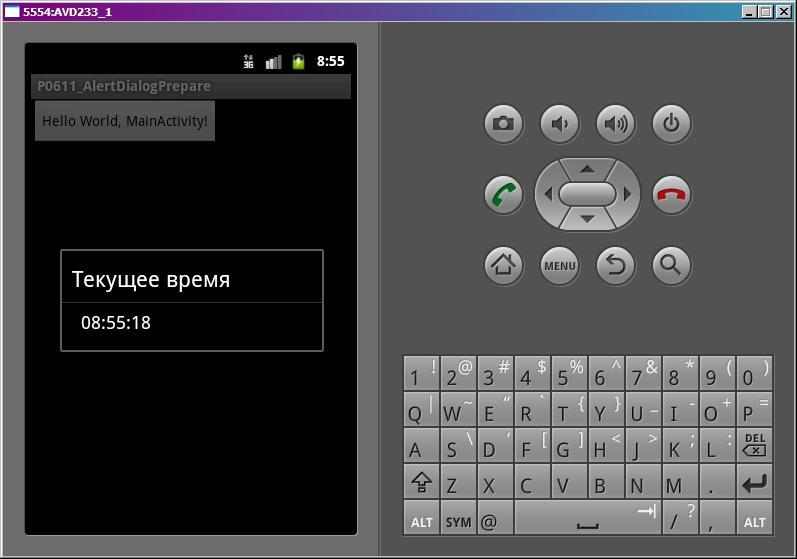 5554:AVD233_1
3G 8:55
P0611_AlertDialogPrepare
Hello World, MainActivity!
Текущее время
08:55:18
MENU
1 ! 2 @ 3 # 4 $ 5 % 6 ^ 7 & 8 * 9 ( 0 )
Q | W ~ E “ R ` T { Y } U _ I - O + P =
A S \ D ‘ F [ G ] H < J > K ; L : DEL
Z X C V B N M .
ALT SYM @ / ? , ALT